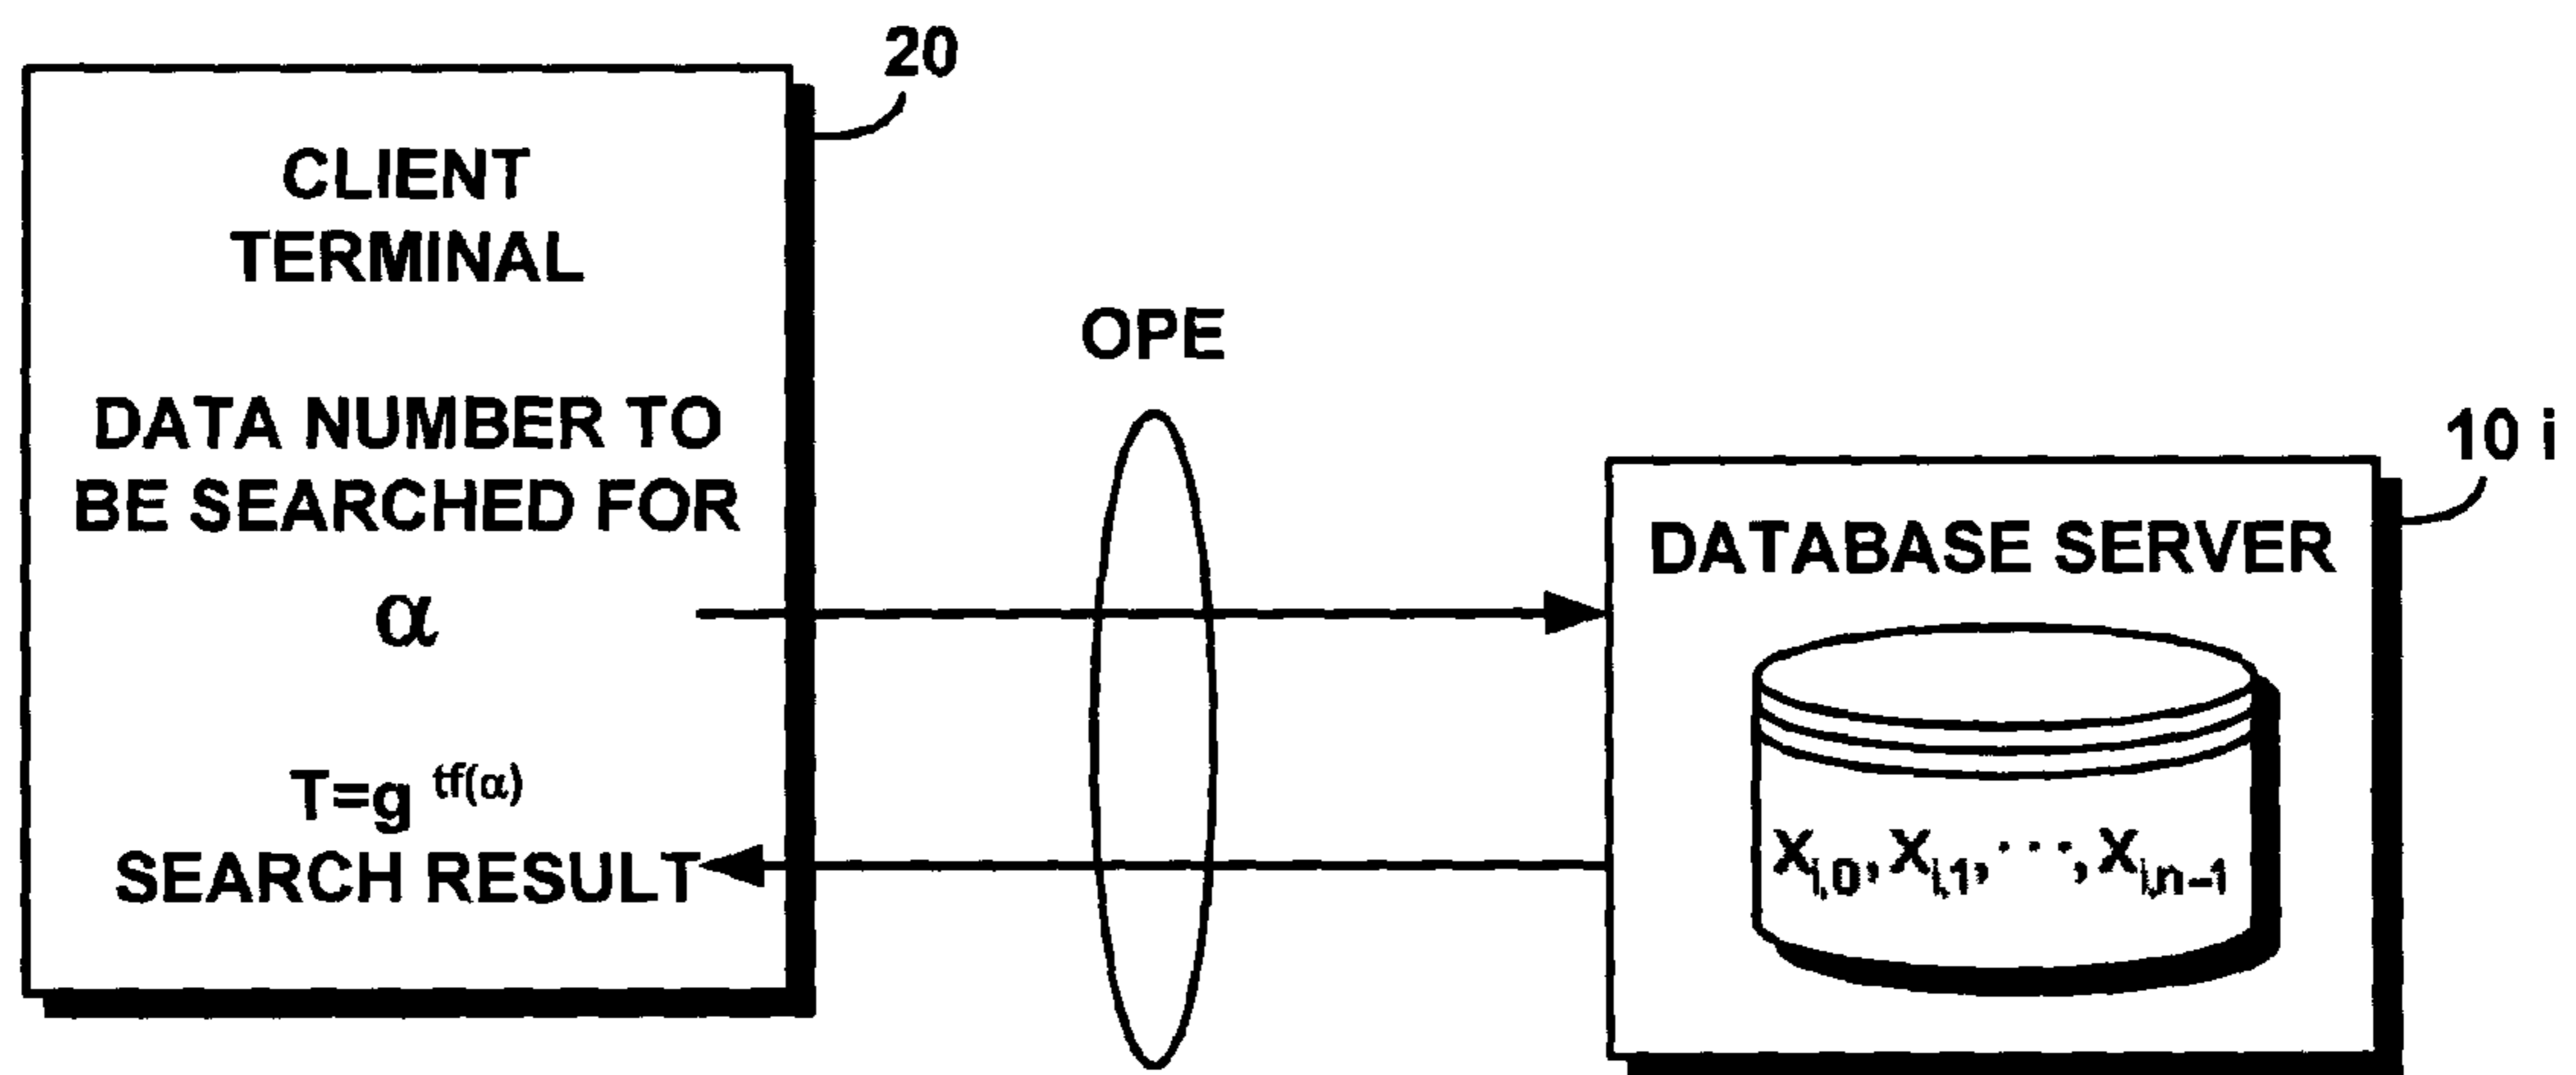 20
CLIENT
TERMINAL
DATA NUMBER TO
BE SEARCHED FOR
α
T=g tf(α)
SEARCH RESULT
OPE
10 i
DATABASE SERVER
Xi,0, Xi,1, ···, Xi,n-1